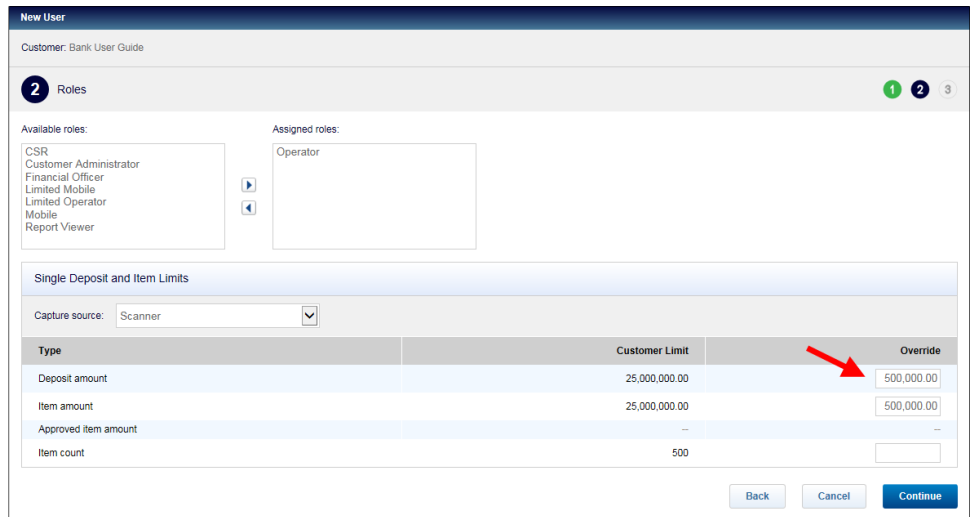 New User
Customer: Bank User Guide
2 Roles 1 2 3
Available roles: Assigned roles:
CSR Operator
Customer Administrator
Financial Officer
Limited Mobile
Limited Operator
Mobile
Report Viewer
Single Deposit and Item Limits
Capture source: Scanner
Type Customer Limit Override
Deposit amount 25,000,000.00 500,000.00
Item amount 25,000,000.00 500,000.00
Approved item amount -- --
Item count 500
Back Cancel Continue